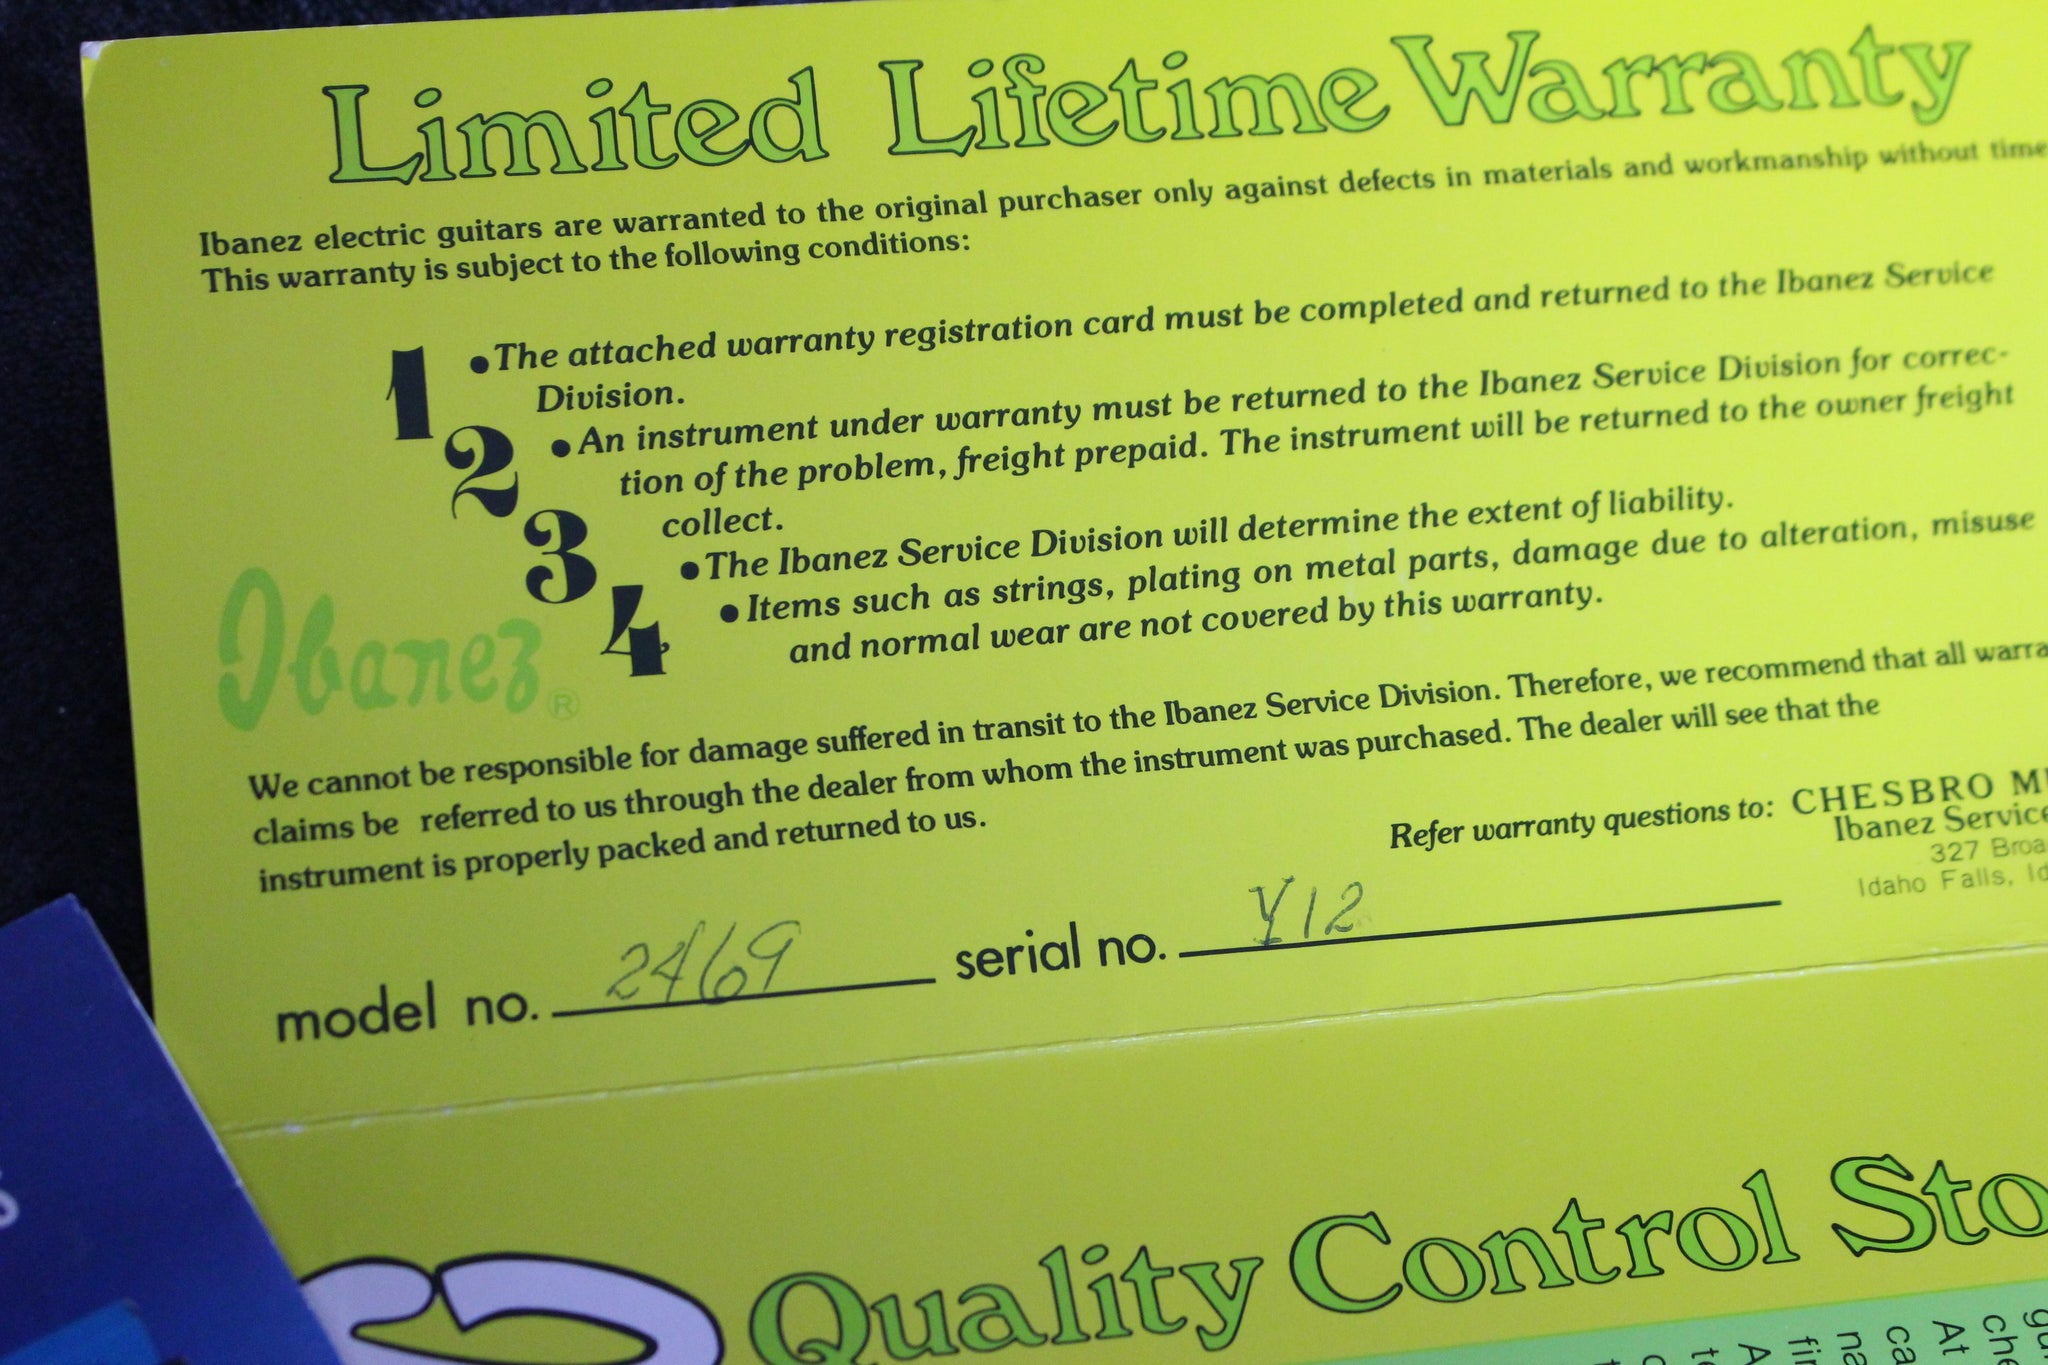 Limited Lifetime Warranty
Ibanez electric guitars are warranted to the original purchaser only against defects in materials and workmanship without time
This warranty is subject to the following conditions:
1 • The attached warranty registration card must be completed and returned to the Ibanez Service
Division.
2 • An instrument under warranty must be returned to the Ibanez Service Division for correc-
tion of the problem, freight prepaid. The instrument will be returned to the owner freight
collect.
3 • The Ibanez Service Division will determine the extent of liability.
4 • Items such as strings, plating on metal parts, damage due to alteration, misuse
and normal wear are not covered by this warranty.
Ibanez®
We cannot be responsible for damage suffered in transit to the Ibanez Service Division. Therefore, we recommend that all warra
claims be referred to us through the dealer from whom the instrument was purchased. The dealer will see that the
instrument is properly packed and returned to us.
Refer warranty questions to: CHESBRO M
Ibanez Service
327 Broa
Idaho Falls, Id
model no. 2469 serial no. Y12
Quality Control Sto